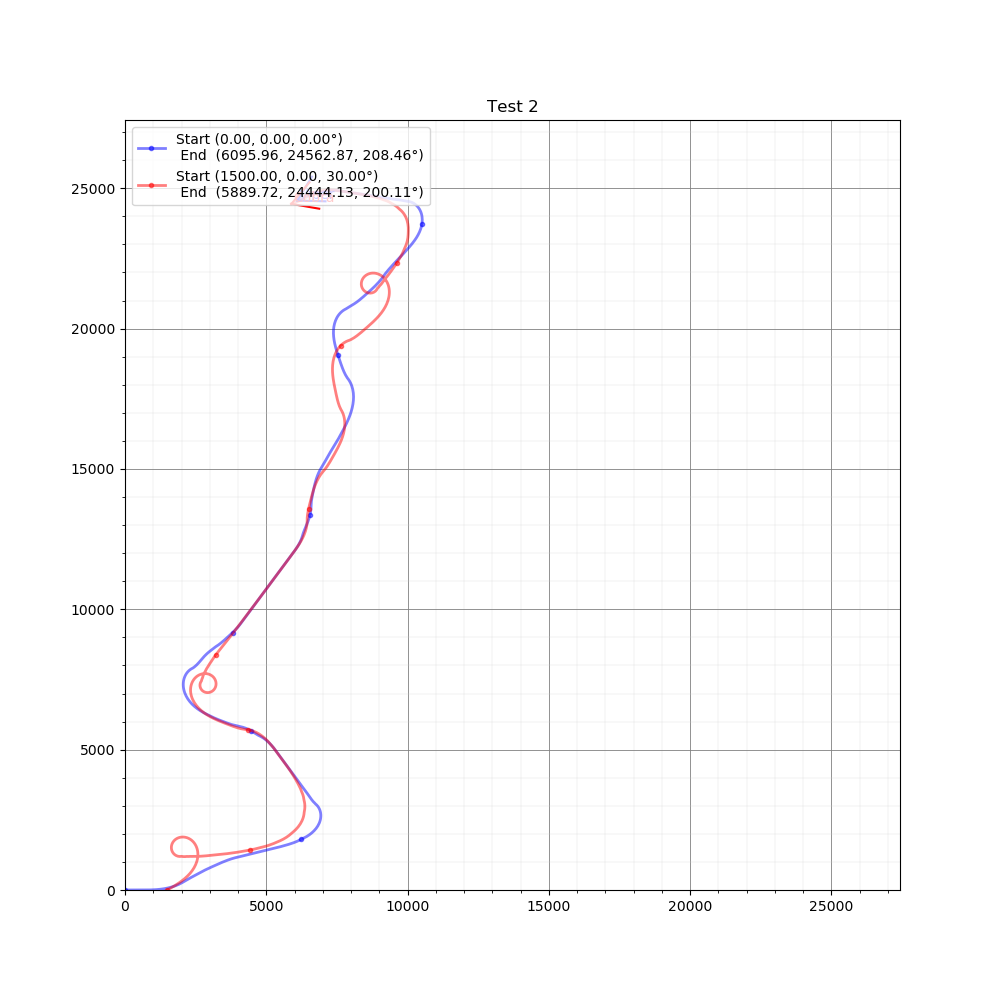 Test 2
Start (0.00, 0.00, 0.00°)
End (6095.96, 24562.87, 208.46°)
Start (1500.00, 0.00, 30.00°)
End (5889.72, 24444.13, 200.11°)
25000
20000
15000
10000
5000
0
0 5000 10000 15000 20000 25000